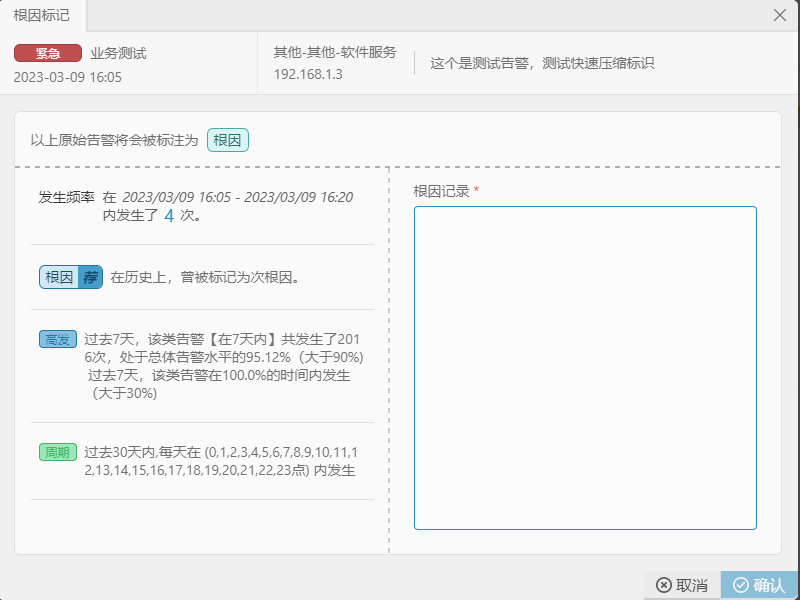 根因标记
紧急 业务测试
2023-03-09 16:05
其他-其他-软件服务
192.168.1.3
这个是测试告警，测试快速压缩标识
以上原始告警将会被标注为 根因
发生频率 在 2023/03/09 16:05 - 2023/03/09 16:20
内发生了 4 次。
根因 荐 在历史上，曾被标记为次根因。
高发 过去7天，该类告警【在7天内】共发生了201
6次，处于总体告警水平的95.12%（大于90%)
过去7天，该类告警在100.0%的时间内发生
（大于30%)
周期 过去30天内,每天在 (0,1,2,3,4,5,6,7,8,9,10,11,1
2,13,14,15,16,17,18,19,20,21,22,23点) 内发生
根因记录 *
取消 确认